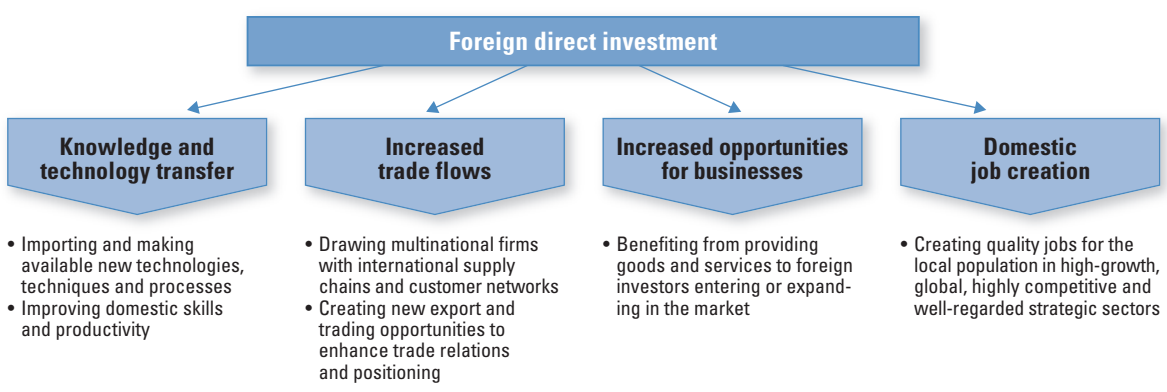 Foreign direct investment
Knowledge and
technology transfer
• Importing and making
available new technologies,
techniques and processes
• Improving domestic skills
and productivity
Increased
trade flows
• Drawing multinational firms
with international supply
chains and customer networks
• Creating new export and
trading opportunities to
enhance trade relations
and positioning
Increased opportunities
for businesses
• Benefiting from providing
goods and services to foreign
investors entering or expand-
ing in the market
Domestic
job creation
• Creating quality jobs for the
local population in high-growth,
global, highly competitive and
well-regarded strategic sectors